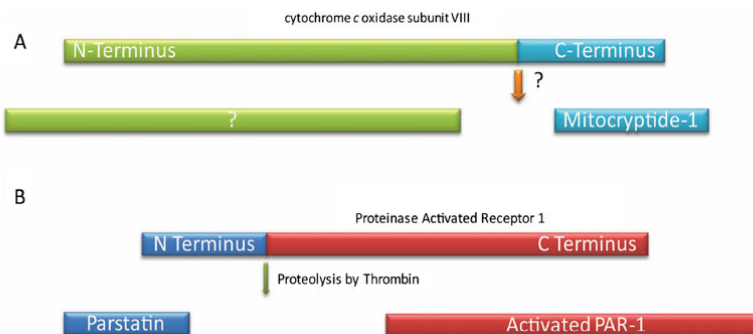 cytochrome c oxidase subunit VIII
A
N-Terminus C-Terminus
?
? Mitocryptide-1
B
Proteinase Activated Receptor 1
N Terminus C Terminus
Proteolysis by Thrombin
Parstatin Activated PAR-1